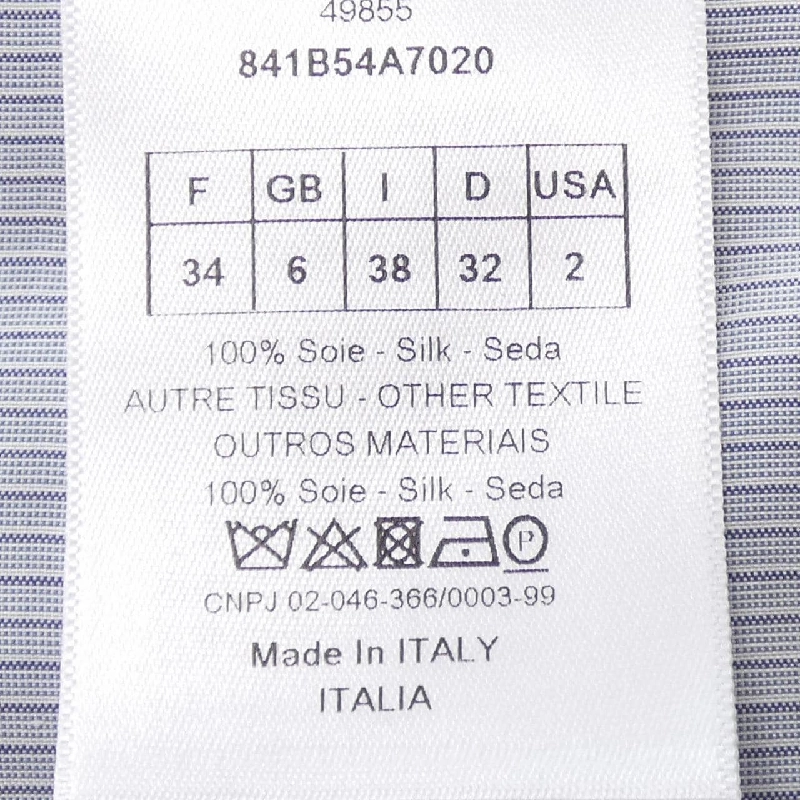 49855
841B54A7020
F GB I D USA
34 6 38 32 2
100% Soie - Silk - Seda
AUTRE TISSU - OTHER TEXTILE
OUTROS MATERIAIS
100% Soie - Silk - Seda
P
CNPJ 02-046-366/0003-99
Made In ITALY
ITALIA